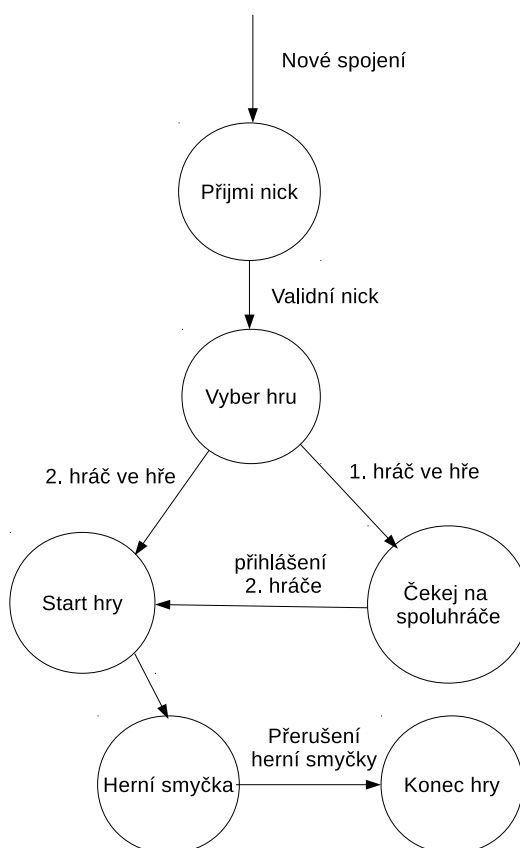 Nové spojení
Přijmi nick
Validní nick
Vyber hru
2. hráč ve hře
1. hráč ve hře
přihlášení
2. hráče
Start hry
Čekej na
spoluhráče
Přerušení
herní smyčky
Herní smyčka
Konec hry